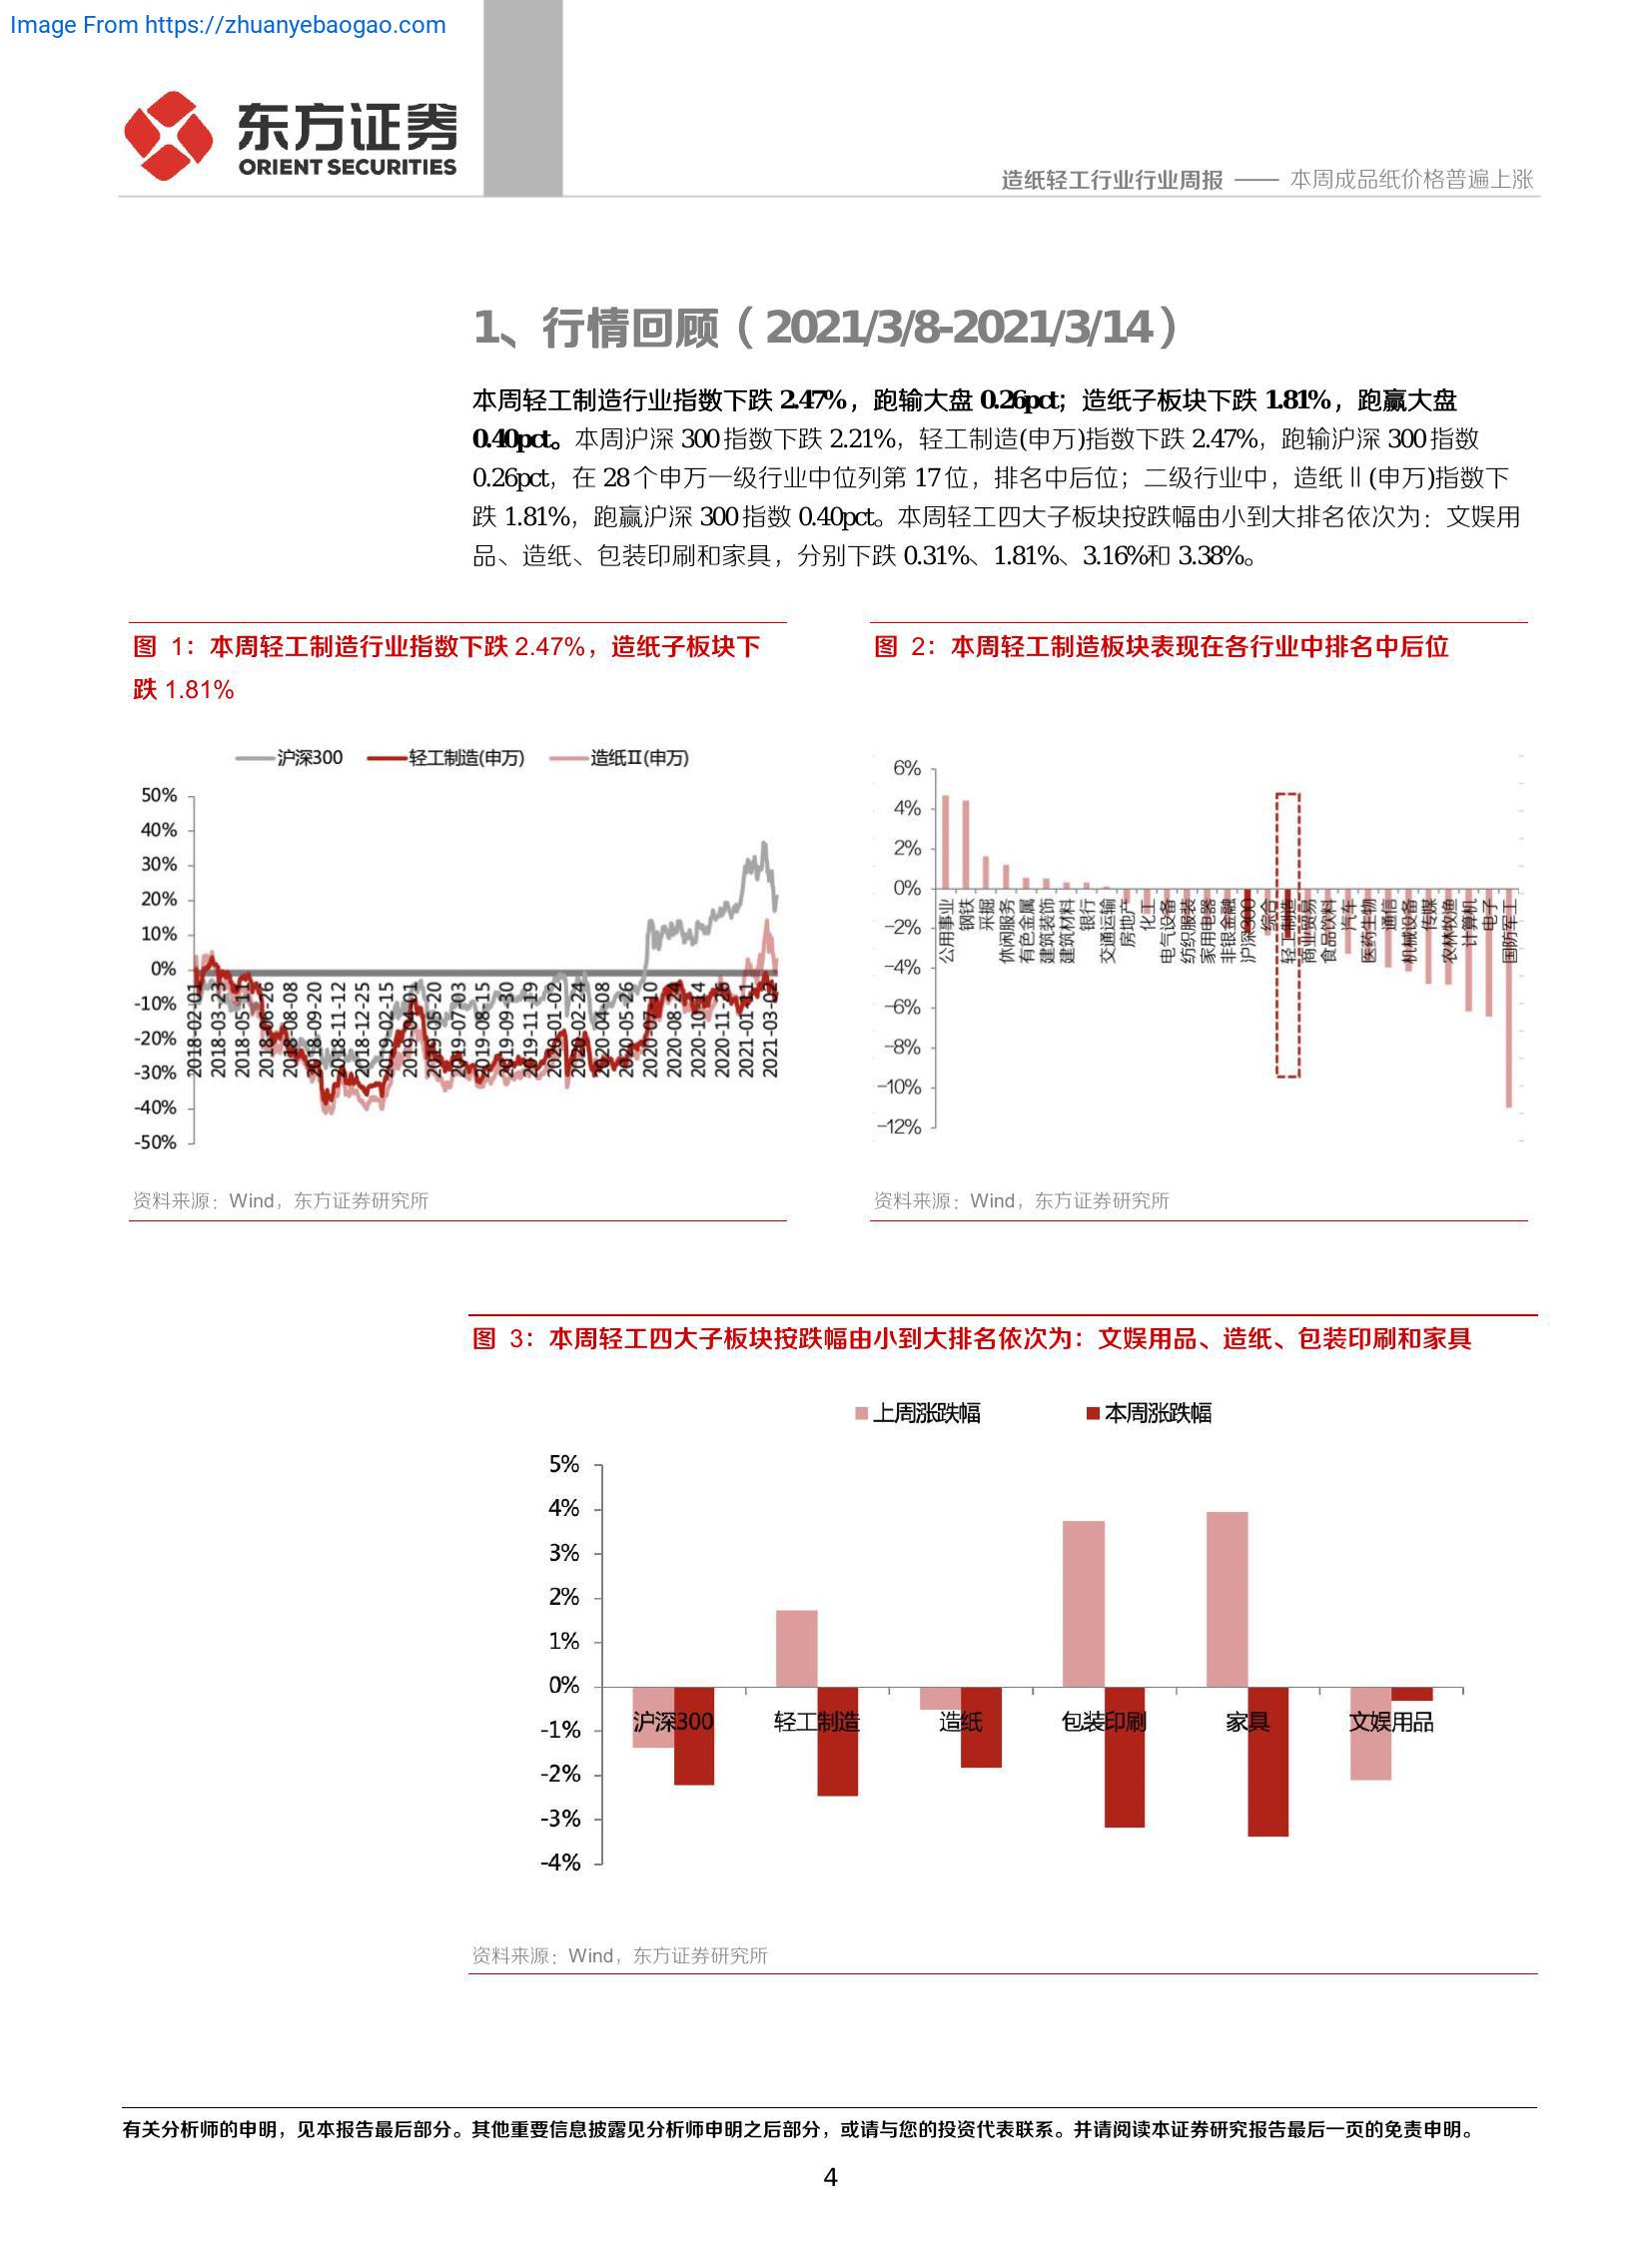 Image From https://zhuanyebaogao.com
东方证券
ORIENT SECURITIES
造纸轻工行业行业周报 —— 本周成品纸价格普遍上涨
1、行情回顾（2021/3/8-2021/3/14）
本周轻工制造行业指数下跌 2.47%，跑输大盘 0.26pct；造纸子板块下跌 1.81%，跑赢大盘
0.40pct。本周沪深 300 指数下跌 2.21%，轻工制造(申万)指数下跌 2.47%，跑输沪深 300 指数
0.26pct，在 28 个申万一级行业中位列第 17 位，排名中后位；二级行业中，造纸Ⅱ(申万)指数下
跌 1.81%，跑赢沪深 300 指数 0.40pct。本周轻工四大子板块按跌幅由小到大排名依次为：文娱用
品、造纸、包装印刷和家具，分别下跌 0.31%、1.81%、3.16%和 3.38%。
图 1：本周轻工制造行业指数下跌 2.47%，造纸子板块下
跌 1.81%
沪深300 轻工制造(申万) 造纸Ⅱ(申万)
50%
40%
30%
20%
10%
0%
-10%
-20%
-30%
-40%
-50%
2018-02-01
2018-03-23
2018-05-11
2018-06-26
2018-08-08
2018-09-20
2018-11-12
2018-12-25
2019-02-15
2019-04-01
2019-05-20
2019-07-03
2019-08-15
2019-09-30
2019-11-19
2020-01-02
2020-02-24
2020-04-08
2020-05-26
2020-07-10
2020-08-24
2020-10-14
2020-11-26
2021-01-11
2021-03-02
资料来源：Wind，东方证券研究所
图 2：本周轻工制造板块表现在各行业中排名中后位
6%
4%
2%
0%
-2%
-4%
-6%
-8%
-10%
-12%
公用事业
钢铁
采掘
休闲服务
有色金属
建筑装饰
建筑材料
银行
交通运输
房地产
化工
电气设备
纺织服装
家用电器
非银金融
沪深300
综合
轻工制造
商业贸易
食品饮料
汽车
医药生物
通信
机械设备
传媒
农林牧渔
计算机
电子
国防军工
资料来源：Wind，东方证券研究所
图 3：本周轻工四大子板块按跌幅由小到大排名依次为：文娱用品、造纸、包装印刷和家具
上周涨跌幅 本周涨跌幅
5%
4%
3%
2%
1%
0%
-1%
-2%
-3%
-4%
沪深300 轻工制造 造纸 包装印刷 家具 文娱用品
资料来源：Wind，东方证券研究所
有关分析师的申明，见本报告最后部分。其他重要信息披露见分析师申明之后部分，或请与您的投资代表联系。并请阅读本证券研究报告最后一页的免责申明。
4